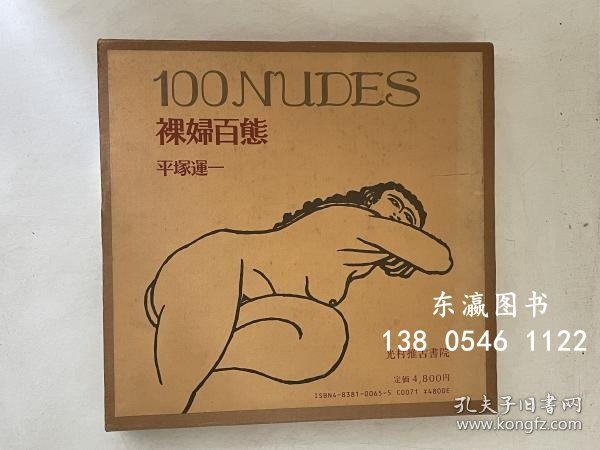 100 NUDES
裸婦百態
平塚運一
东瀛图书
138 0546 1122
光村推古書院
定価 4,800円
ISBN4-8381-0065-5 C0071 ¥4800E
孔夫子旧书网
www.kongfz.com